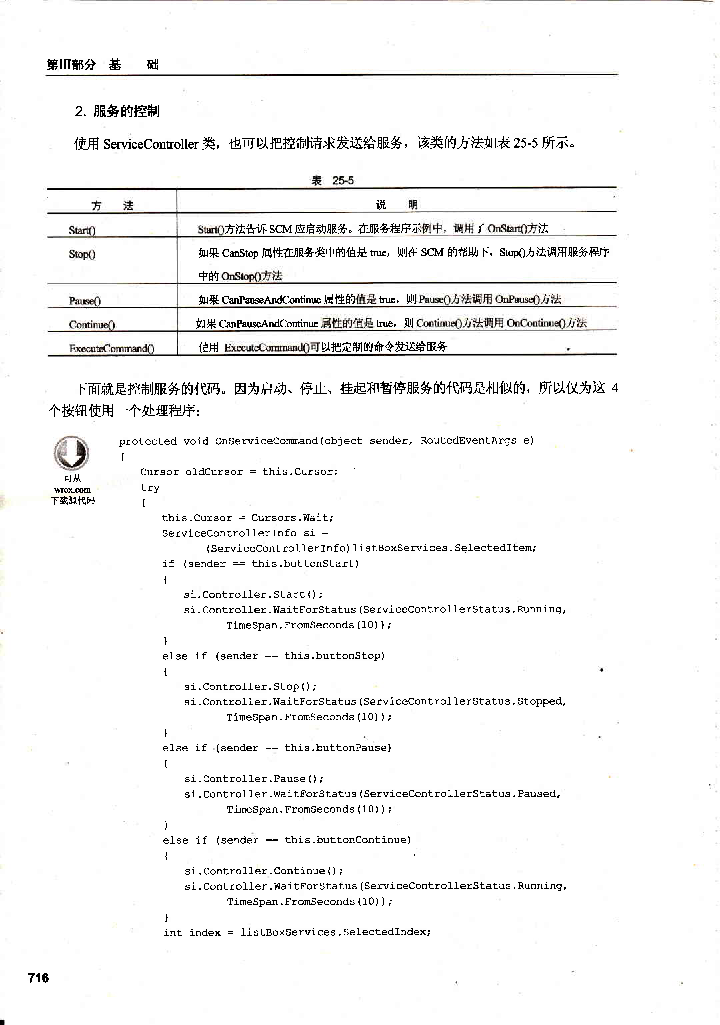 第III部分 基 础
2. 服务的控制
使用 ServiceController 类，也可以把控制请求发送给服务，该类的方法如表 25-5 所示。
表 25-5
方 法 说 明
Start() Start()方法告诉 SCM 应启动服务。在服务程序示例中，调用了 OnStart()方法
Stop() 如果 CanStop 属性在服务类中的值是 true，则在 SCM 的帮助下，Stop()方法调用服务程序
中的 OnStop()方法
Pause() 如果 CanPauseAndContinue 属性的值是 true，则 Pause()方法调用 OnPause()方法
Continue() 如果 CanPauseAndContinue 属性的值是 true，则 Continue()方法调用 OnContinue()方法
ExecuteCommand() 使用 ExecuteCommand()可以把定制的命令发送给服务
下面就是控制服务的代码。因为启动、停止、挂起和暂停服务的代码是相似的，所以仅为这 4
个按钮使用一个处理程序：
可从
wrox.com
下载源代码
protected void OnServiceCommand(object sender, RoutedEventArgs e)
{
Cursor oldCursor = this.Cursor;
try
{
this.Cursor = Cursors.Wait;
ServiceControllerInfo si =
(ServiceControllerInfo)listBoxServices.SelectedItem;
if (sender == this.buttonStart)
{
si.Controller.Start();
si.Controller.WaitForStatus(ServiceControllerStatus.Running,
TimeSpan.FromSeconds(10));
}
else if (sender == this.buttonStop)
{
si.Controller.Stop();
si.Controller.WaitForStatus(ServiceControllerStatus.Stopped,
TimeSpan.FromSeconds(10));
}
else if (sender == this.buttonPause)
{
si.Controller.Pause();
si.Controller.WaitForStatus(ServiceControllerStatus.Paused,
TimeSpan.FromSeconds(10));
}
else if (sender == this.buttonContinue)
{
si.Controller.Continue();
si.Controller.WaitForStatus(ServiceControllerStatus.Running,
TimeSpan.FromSeconds(10));
}
int index = listBoxServices.SelectedIndex;
716